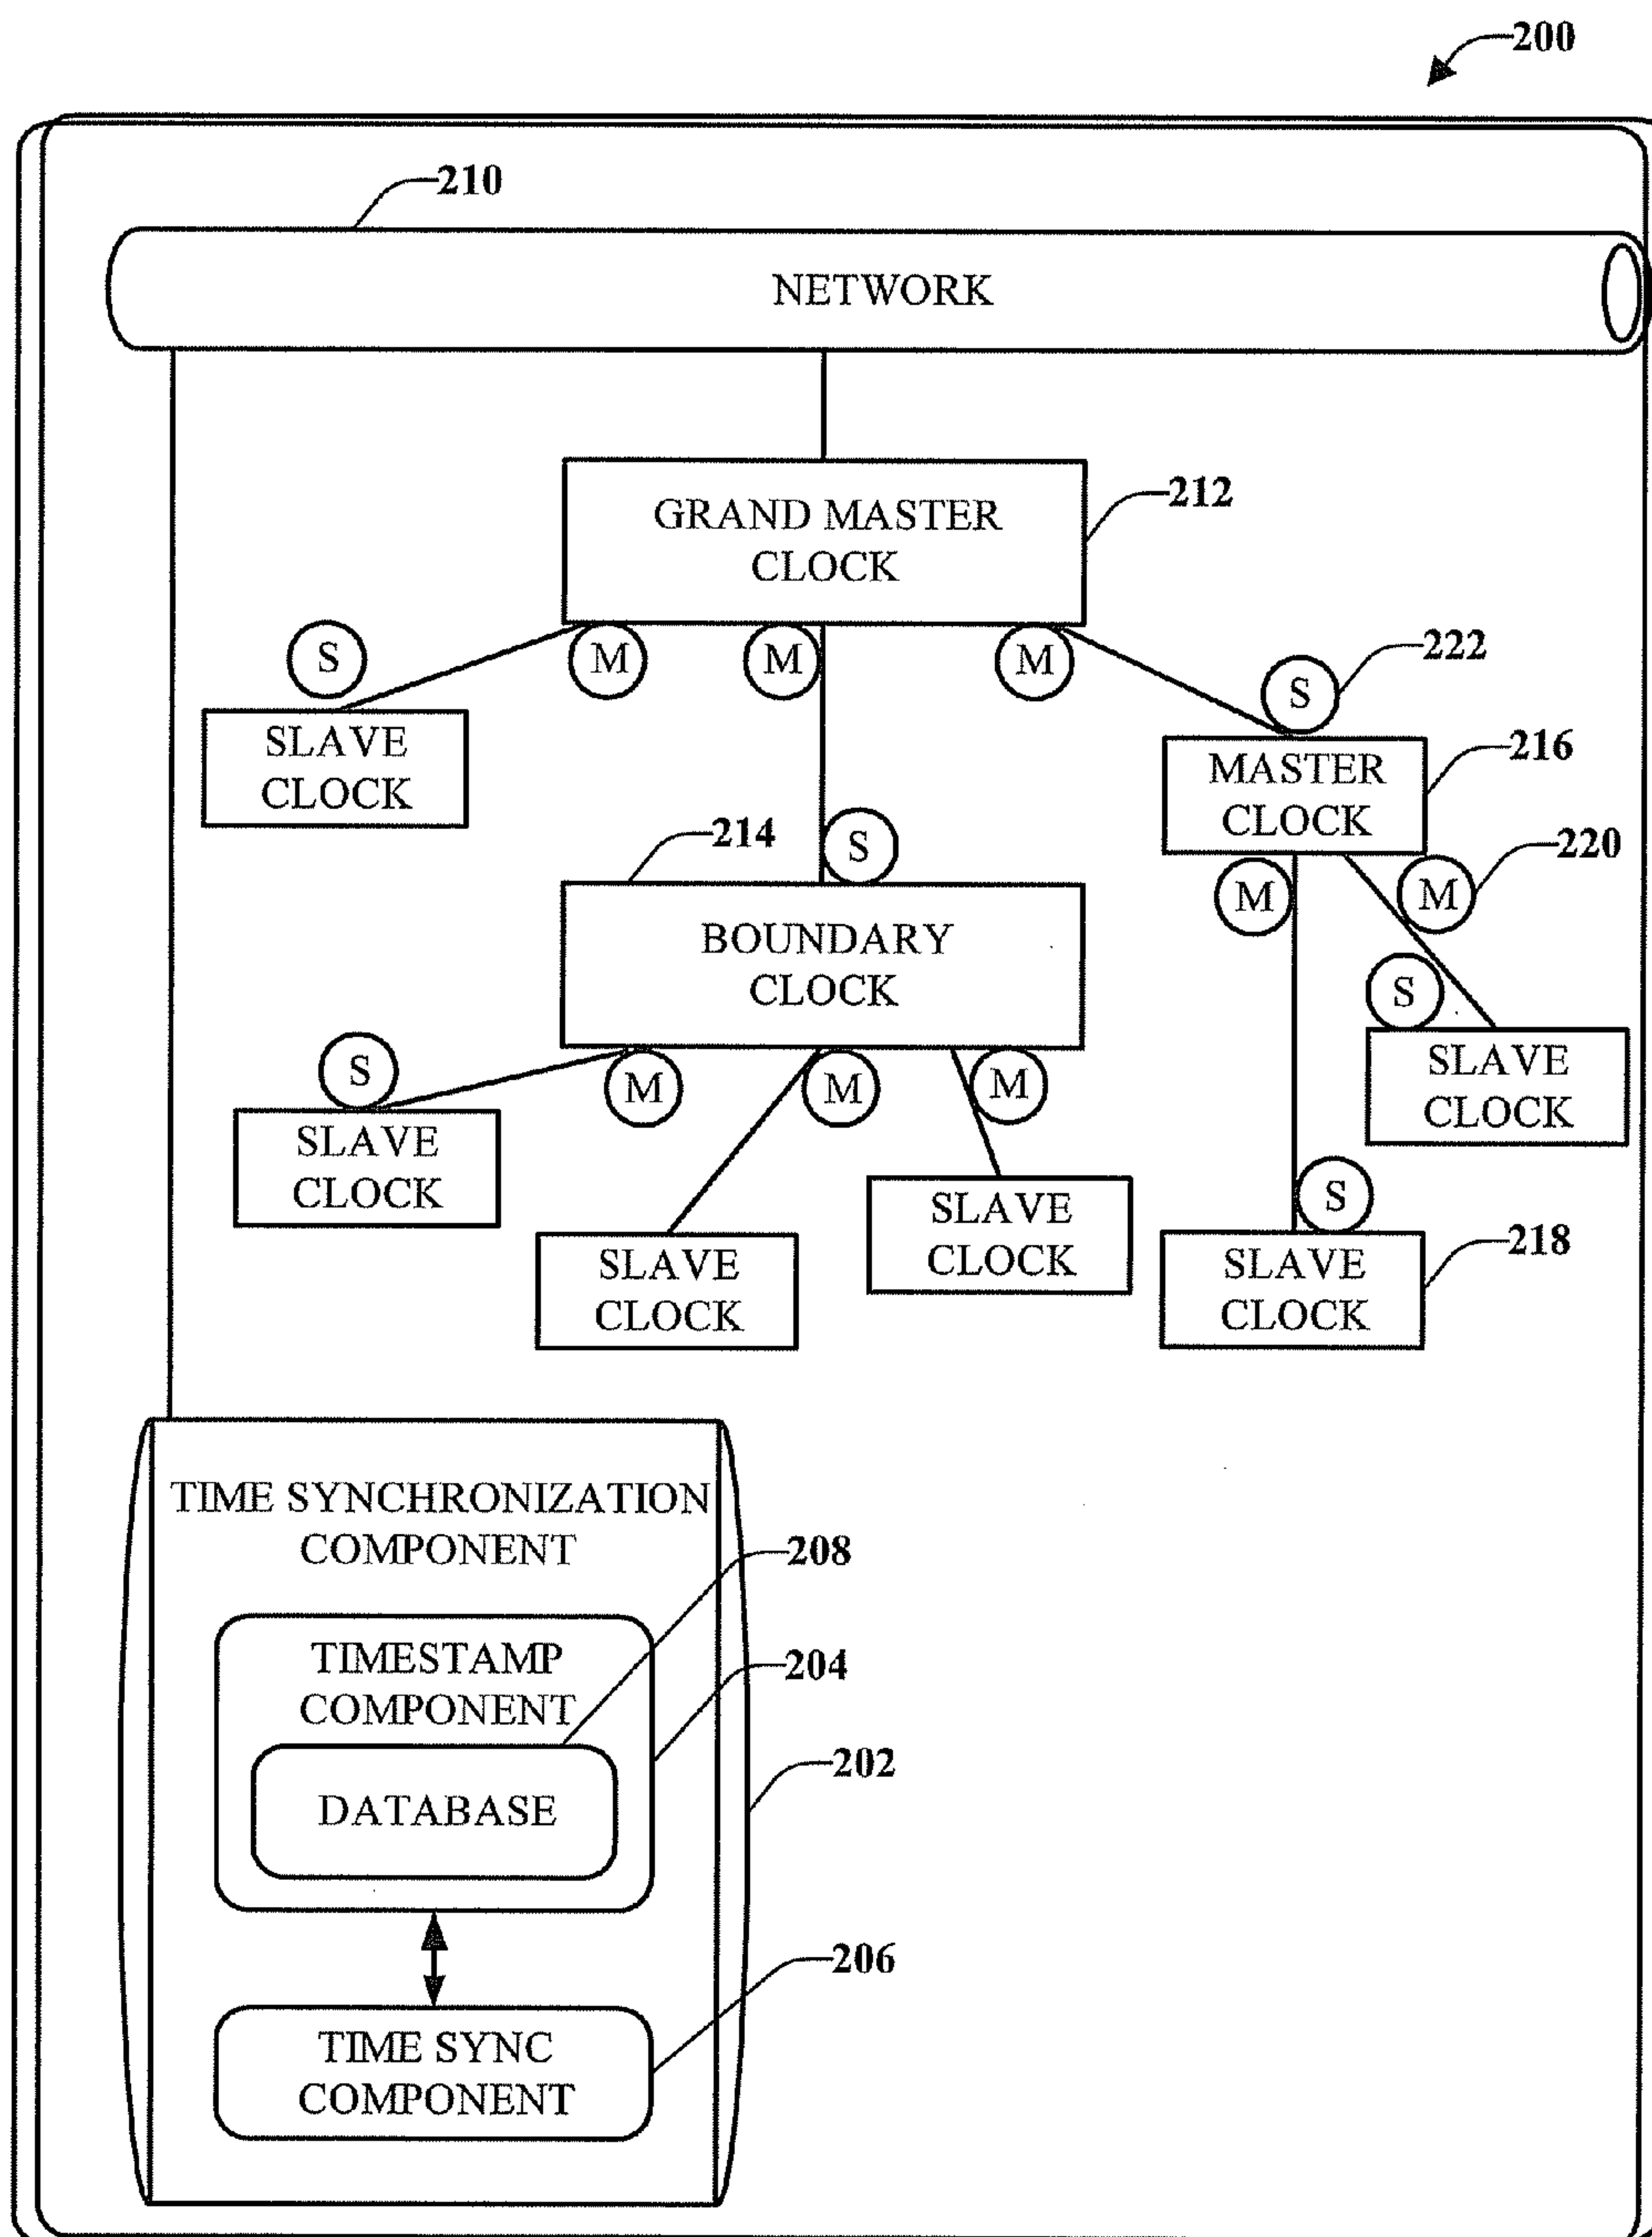 200
210
NETWORK
GRAND MASTER
CLOCK
212
S
M
M
M
S
222
SLAVE
CLOCK
MASTER
CLOCK
216
214
S
M
M
220
BOUNDARY
CLOCK
S
S
M
M
M
SLAVE
CLOCK
SLAVE
CLOCK
SLAVE
CLOCK
S
SLAVE
CLOCK
SLAVE
CLOCK
218
TIME SYNCHRONIZATION
COMPONENT
208
TIMESTAMP
COMPONENT
204
DATABASE
202
206
TIME SYNC
COMPONENT